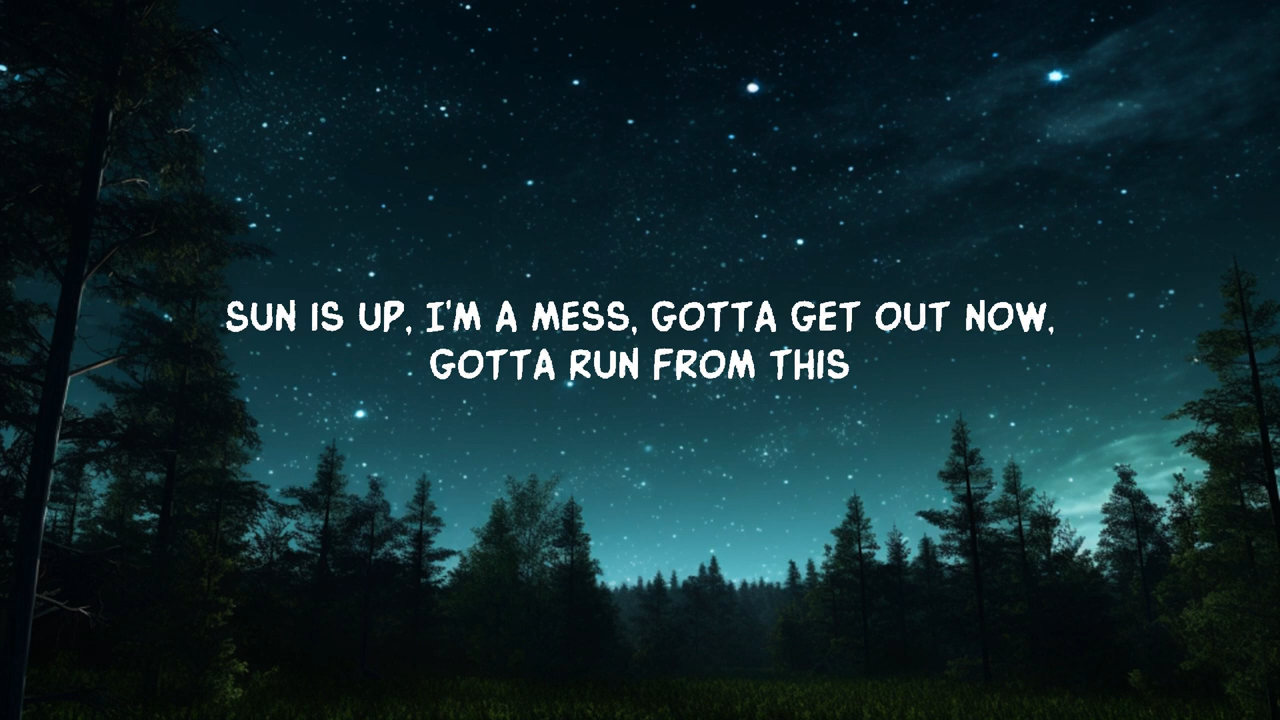 SUN IS UP, I'M A MESS, GOTTA GET OUT NOW,
GOTTA RUN FROM THIS